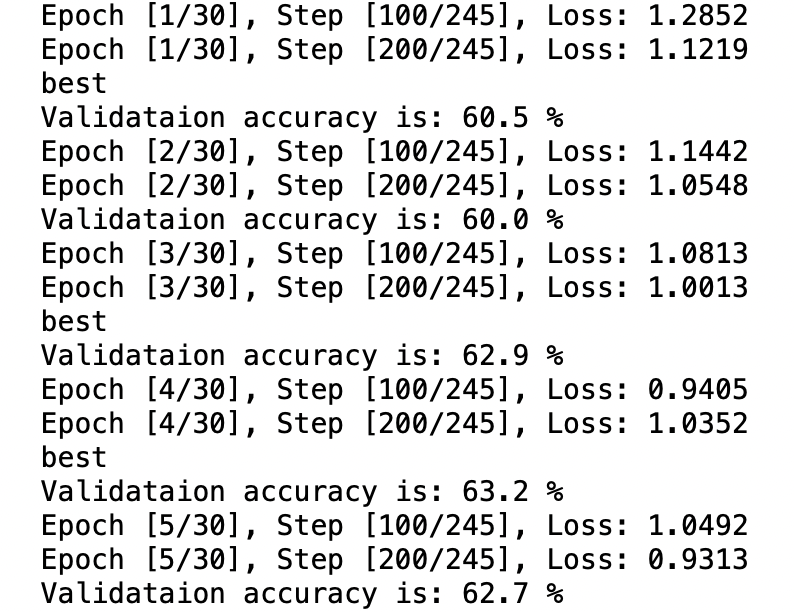 Epoch [1/30], Step [100/245], Loss: 1.2852
Epoch [1/30], Step [200/245], Loss: 1.1219
best
Validataion accuracy is: 60.5 %
Epoch [2/30], Step [100/245], Loss: 1.1442
Epoch [2/30], Step [200/245], Loss: 1.0548
Validataion accuracy is: 60.0 %
Epoch [3/30], Step [100/245], Loss: 1.0813
Epoch [3/30], Step [200/245], Loss: 1.0013
best
Validataion accuracy is: 62.9 %
Epoch [4/30], Step [100/245], Loss: 0.9405
Epoch [4/30], Step [200/245], Loss: 1.0352
best
Validataion accuracy is: 63.2 %
Epoch [5/30], Step [100/245], Loss: 1.0492
Epoch [5/30], Step [200/245], Loss: 0.9313
Validataion accuracy is: 62.7 %